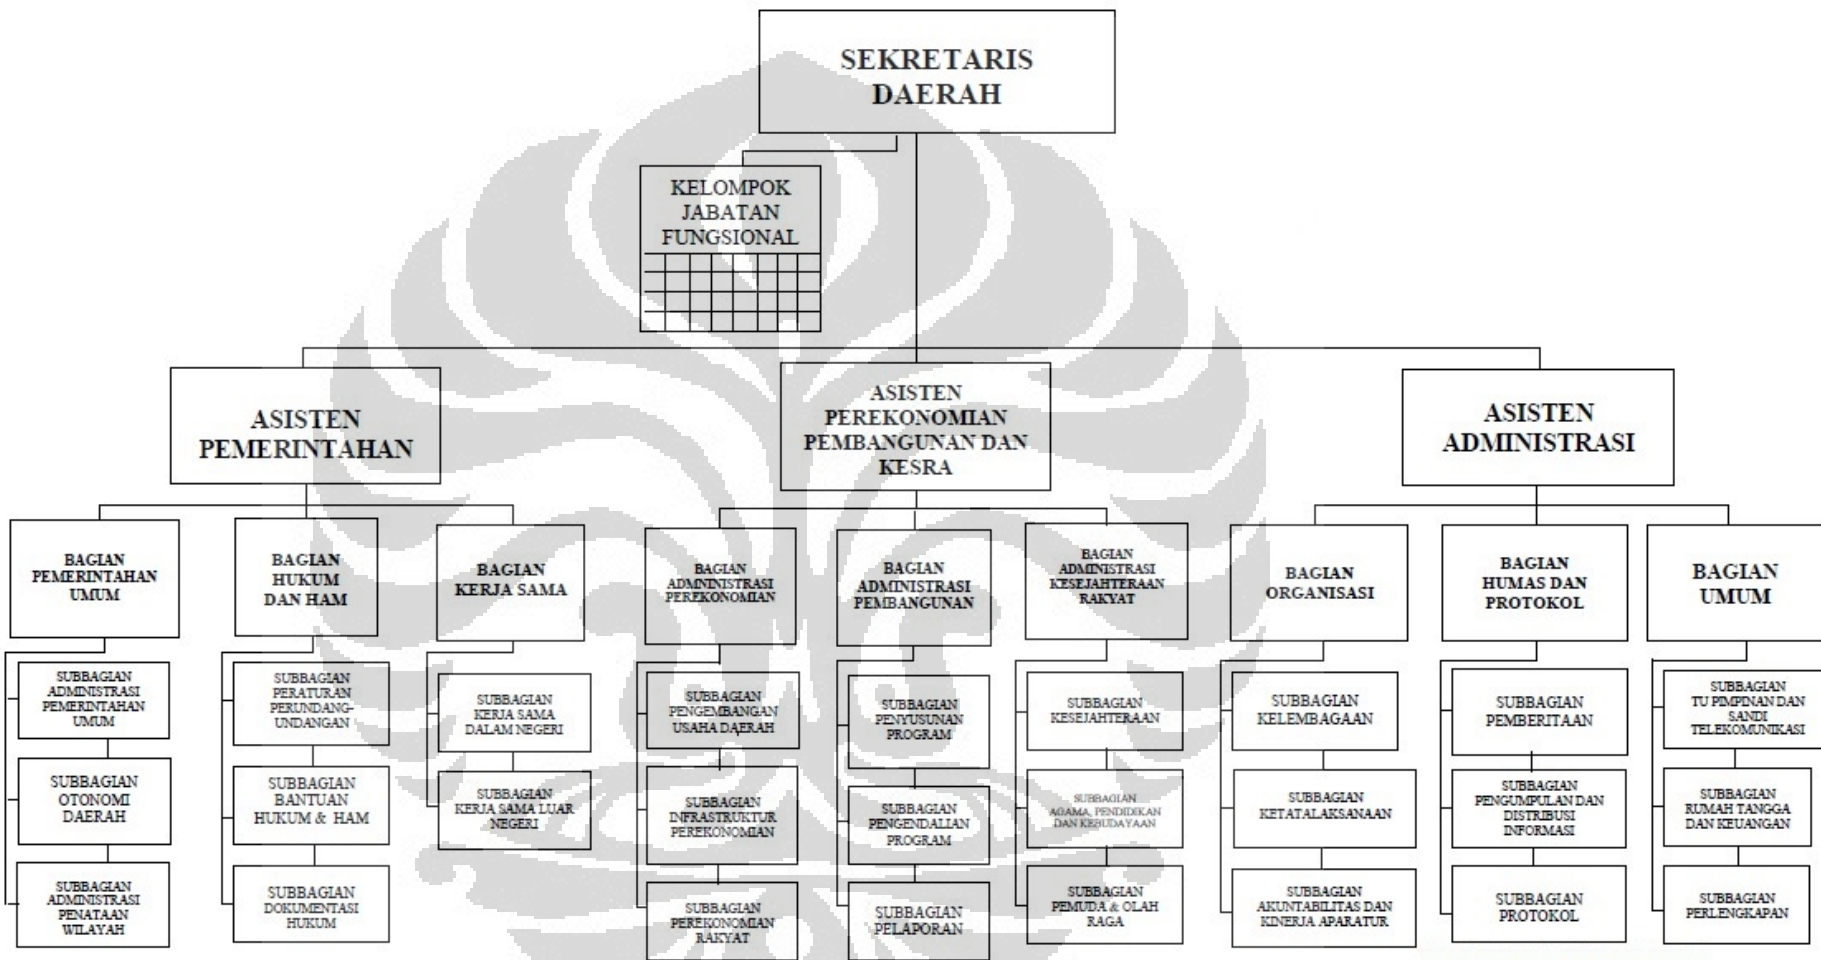 SEKRETARIS
DAERAH
KELOMPOK
JABATAN
FUNGSIONAL
ASISTEN
PEMERINTAHAN
ASISTEN
PEREKONOMIAN
PEMBANGUNAN DAN
KESRA
ASISTEN
ADMINISTRASI
BAGIAN
PEMERINTAHAN
UMUM
BAGIAN
HUKUM
DAN HAM
BAGIAN
KERJA SAMA
BAGIAN
ADMNINISTRASI
PEREKONOMIAN
BAGIAN
ADMINISTRASI
PEMBANGUNAN
BAGIAN
ADMINISTRASI
KESEJAHTERAAN
RAKYAT
BAGIAN
ORGANISASI
BAGIAN
HUMAS DAN
PROTOKOL
BAGIAN
UMUM
SUBBAGIAN
ADMINISTRASI
PEMERINTAHAN
UMUM
SUBBAGIAN
PERATURAN
PERUNDANG-
UNDANGAN
SUBBAGIAN
KERJA SAMA
DALAM NEGERI
SUBBAGIAN
PENGEMBANGAN
USAHA DAERAH
SUBBAGIAN
PENYUSUNAN
PROGRAM
SUBBAGIAN
KESEJAHTERAAN
SUBBAGIAN
KELEMBAGAAN
SUBBAGIAN
PEMBERITAAN
SUBBAGIAN
TU PIMPINAN DAN
SANDI
TELEKOMUNIKASI
SUBBAGIAN
OTONOMI
DAERAH
SUBBAGIAN
BANTUAN
HUKUM & HAM
SUBBAGIAN
KERJA SAMA LUAR
NEGERI
SUBBAGIAN
INFRASTRUKTUR
PEREKONOMIAN
SUBBAGIAN
PENGENDALIAN
PROGRAM
SUBBAGIAN
AGAMA, PENDIDIKAN
DAN KEBUDAYAAN
SUBBAGIAN
KETATALAKSANAAN
SUBBAGIAN
PENGUMPULAN DAN
DISTRIBUSI
INFORMASI
SUBBAGIAN
RUMAH TANGGA
DAN KEUANGAN
SUBBAGIAN
ADMINISTRASI
PENATAAN
WILAYAH
SUBBAGIAN
DOKUMENTASI
HUKUM
SUBBAGIAN
PEREKONOMIAN
RAKYAT
SUBBAGIAN
PELAPORAN
SUBBAGIAN
PEMUDA & OLAH
RAGA
SUBBAGIAN
AKUNTABILITAS DAN
KINERJA APARATUR
SUBBAGIAN
PROTOKOL
SUBBAGIAN
PERLENGKAPAN